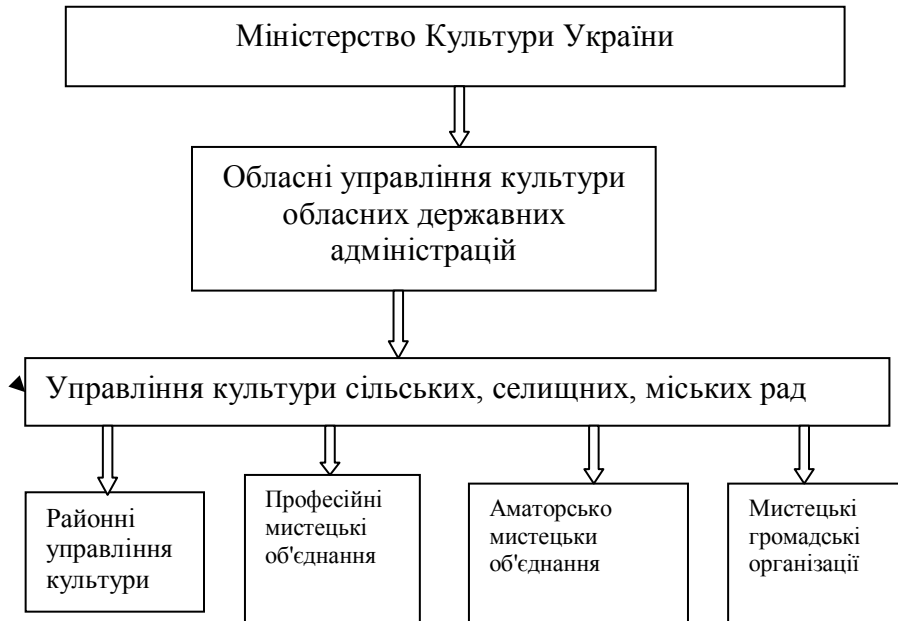 Міністерство Культури України
Обласні управління культури
обласних державних
адміністрацій
Управління культури сільських, селищних, міських рад
Районні
управління
культури
Професійні
мистецькі
об'єднання
Аматорсько
мистецьки
об'єднання
Мистецькі
громадські
організації